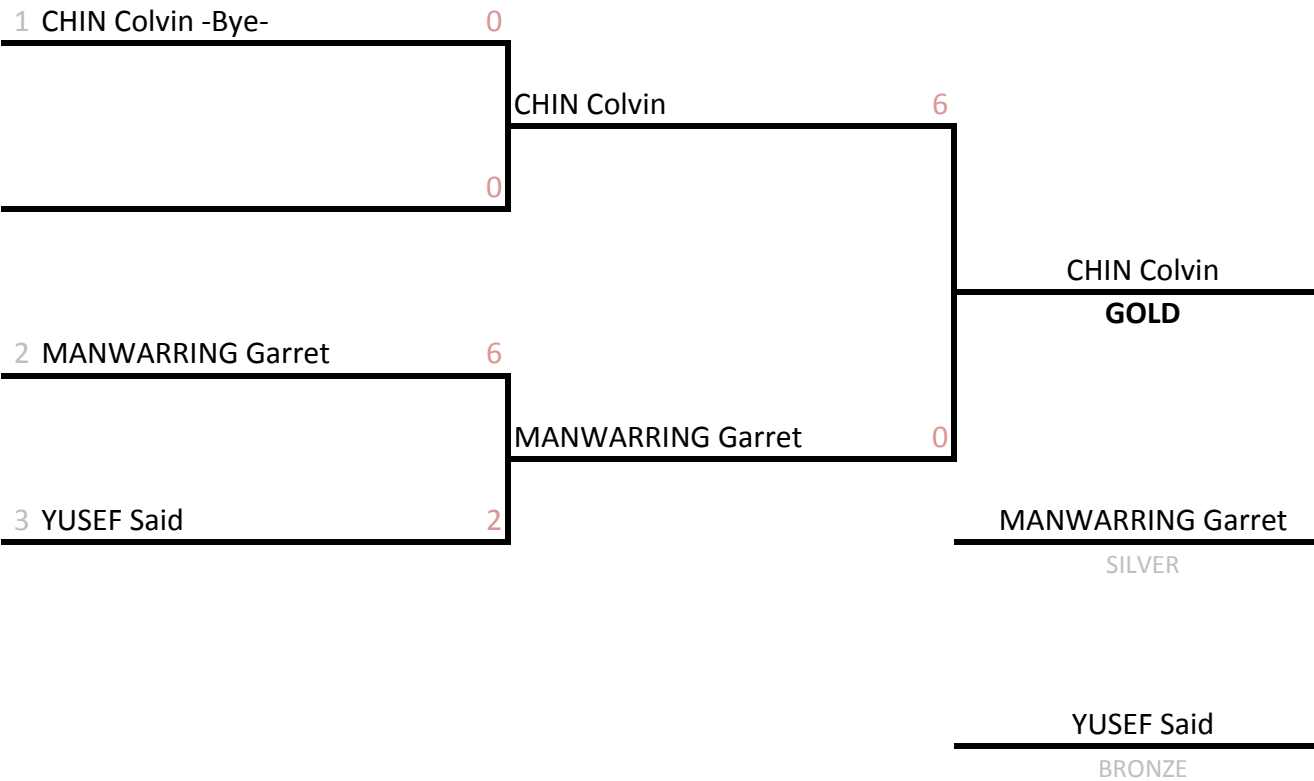 1 CHIN Colvin -Bye- 0
CHIN Colvin 6
0
CHIN Colvin
GOLD
2 MANWARRING Garret 6
MANWARRING Garret 0
3 YUSEF Said 2
MANWARRING Garret
SILVER
YUSEF Said
BRONZE